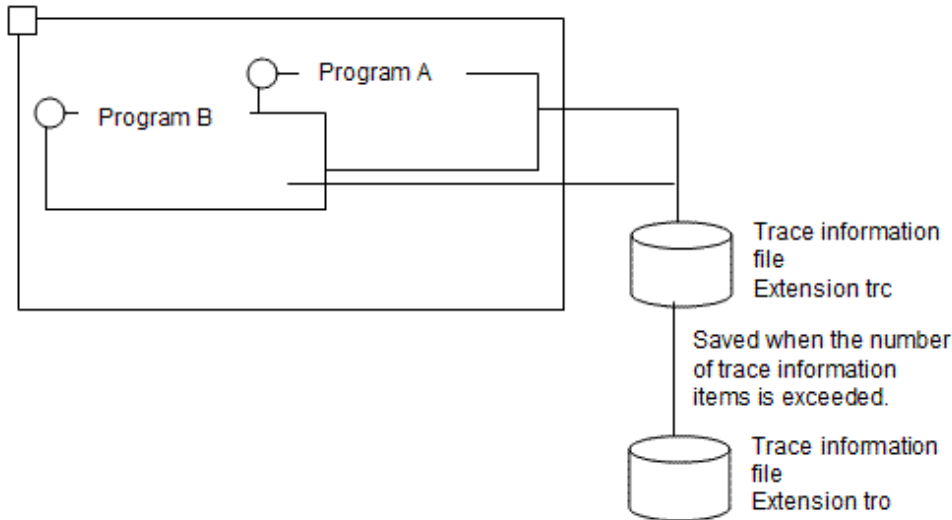 Program A
Program B
Trace information
file
Extension trc
Saved when the number
of trace information
items is exceeded.
Trace information
file
Extension tro